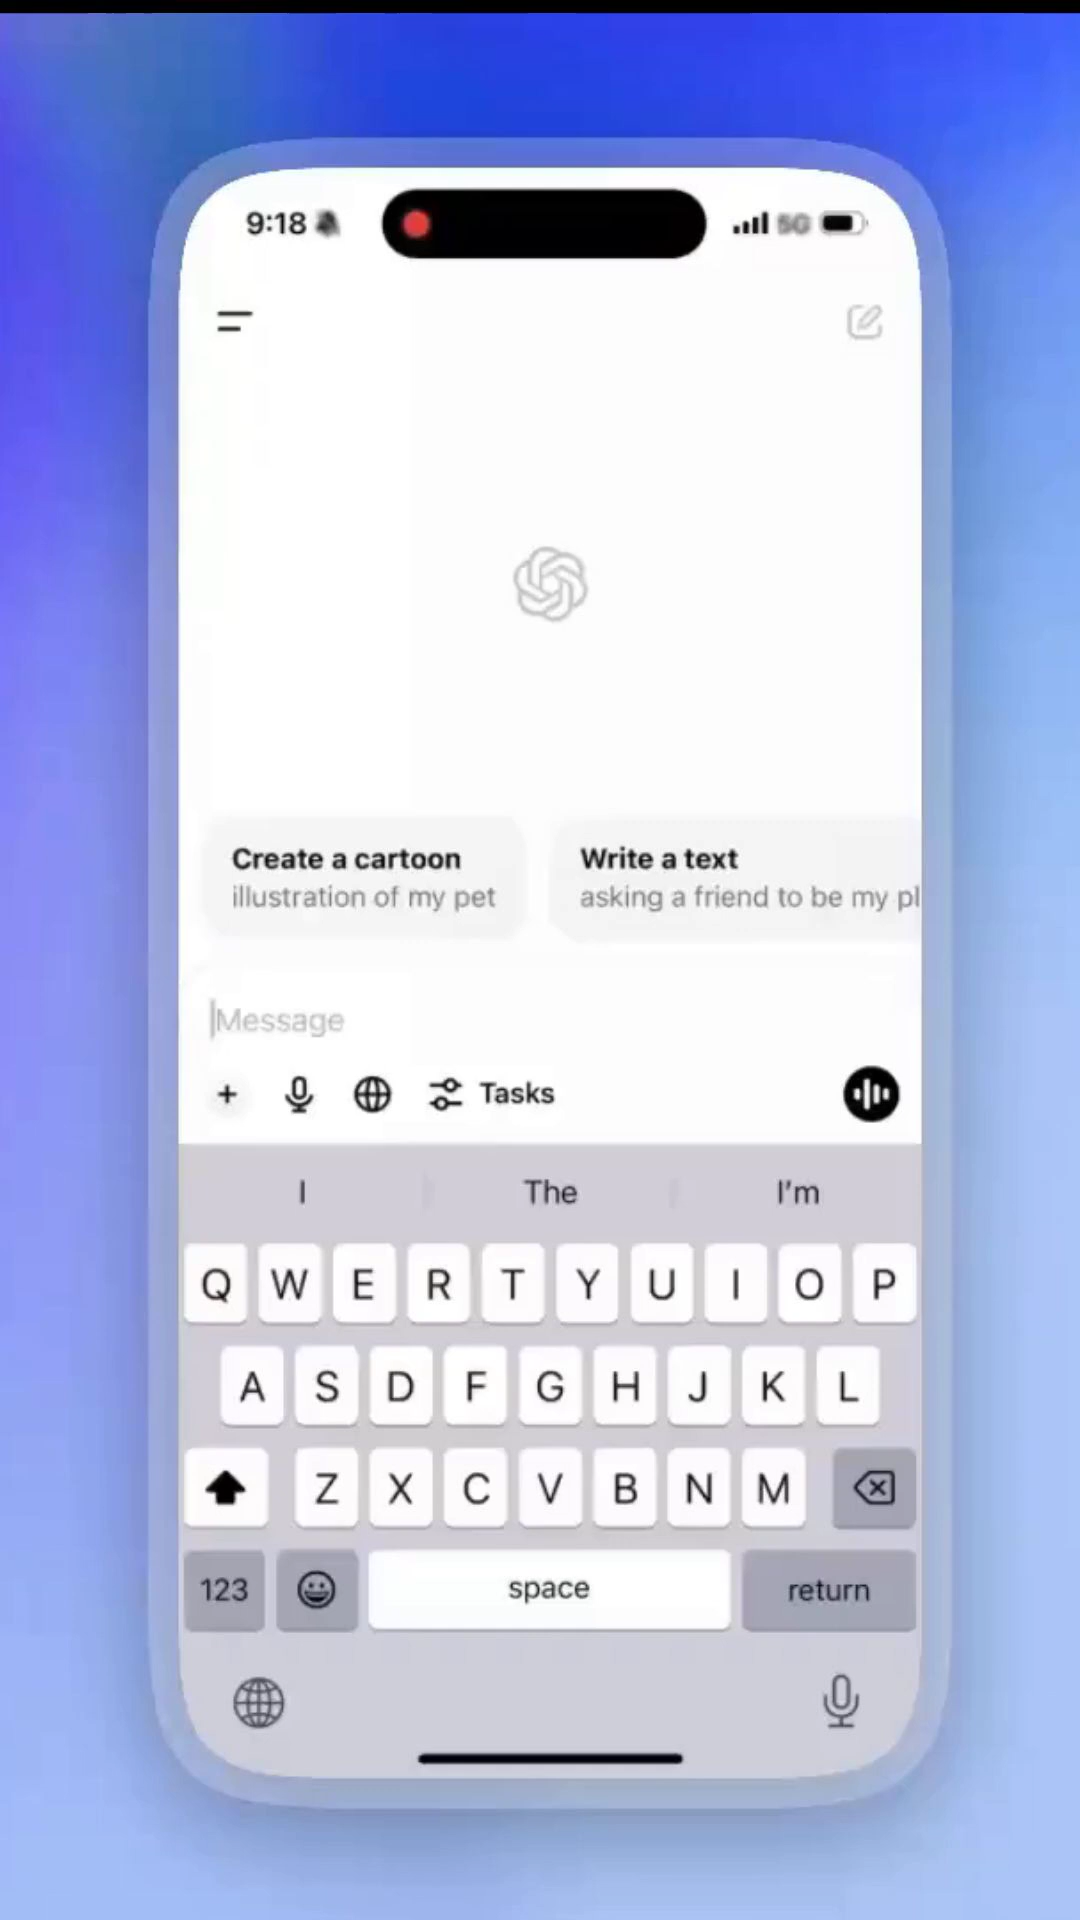 9:18
5G
Create a cartoon
illustration of my pet
Write a text
asking a friend to be my pl
Message
Tasks
I The I'm
Q W E R T Y U I O P
A S D F G H J K L
Z X C V B N M
123 space return